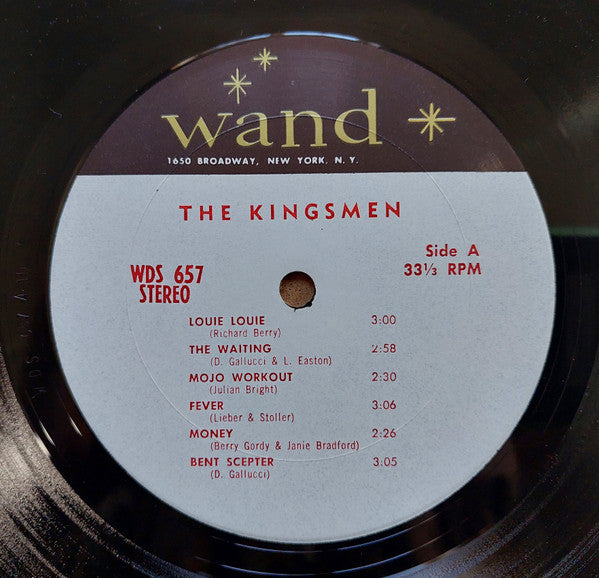 wand
1650 BROADWAY, NEW YORK, N. Y.
THE KINGSMEN
Side A
WDS 657 33⅓ RPM
STEREO
LOUIE LOUIE 3:00
(Richard Berry)
THE WAITING 2:58
(D. Gallucci & L. Easton)
MOJO WORKOUT 2:30
(Julian Bright)
FEVER 3:06
(Lieber & Stoller)
MONEY 2:26
(Berry Gordy & Janie Bradford)
BENT SCEPTER 3:05
(D. Gallucci)